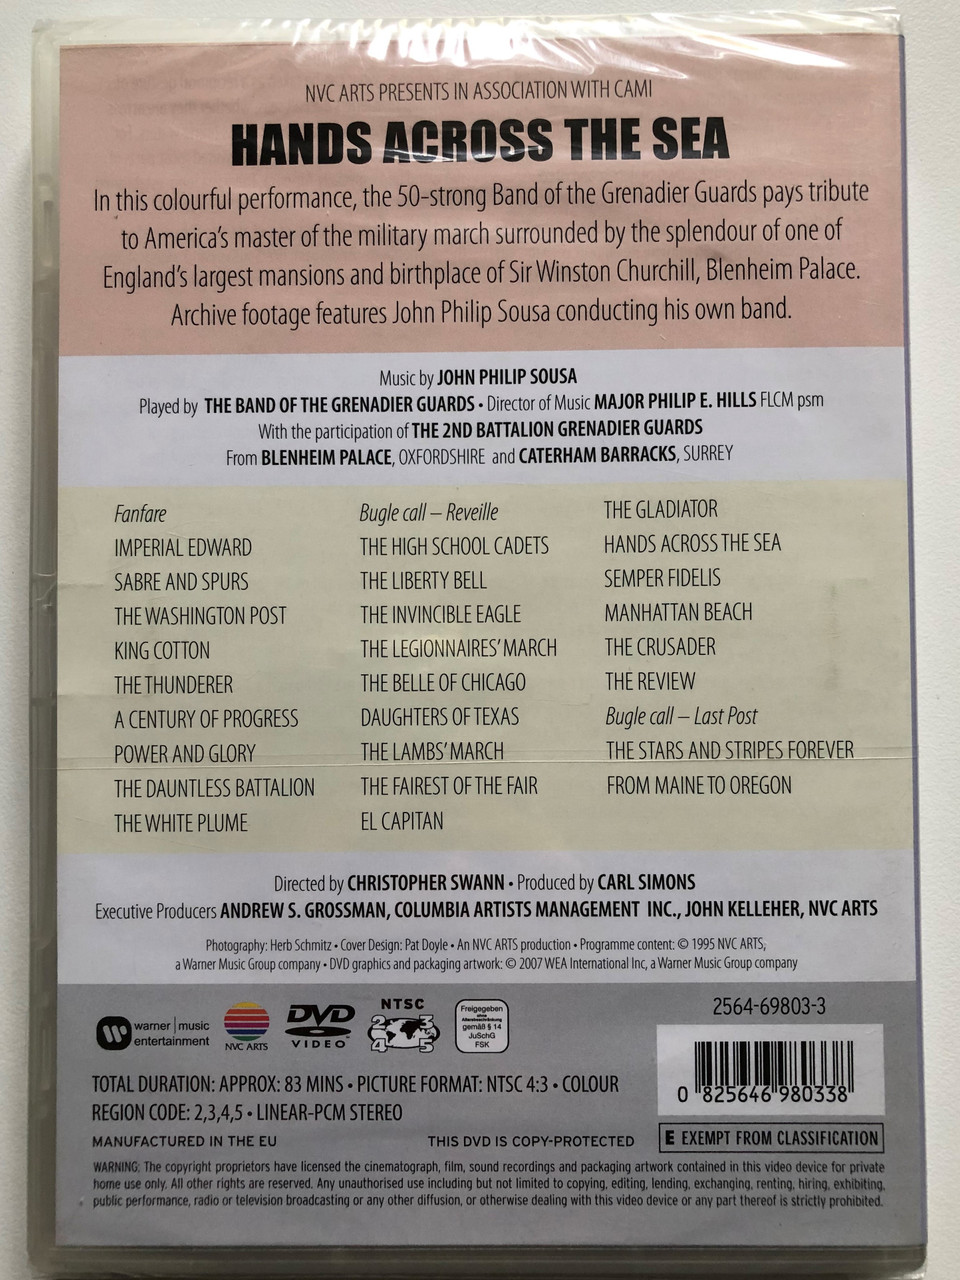 NVC ARTS PRESENTS IN ASSOCIATION WITH CAMI
HANDS ACROSS THE SEA
In this colourful performance, the 50-strong Band of the Grenadier Guards pays tribute
to America's master of the military march surrounded by the splendour of one of
England's largest mansions and birthplace of Sir Winston Churchill, Blenheim Palace.
Archive footage features John Philip Sousa conducting his own band.
Music by JOHN PHILIP SOUSA
Played by THE BAND OF THE GRENADIER GUARDS • Director of Music MAJOR PHILIP E. HILLS FLCM psm
With the participation of THE 2ND BATTALION GRENADIER GUARDS
From BLENHEIM PALACE, OXFORDSHIRE and CATERHAM BARRACKS, SURREY
Fanfare
IMPERIAL EDWARD
SABRE AND SPURS
THE WASHINGTON POST
KING COTTON
THE THUNDERER
A CENTURY OF PROGRESS
POWER AND GLORY
THE DAUNTLESS BATTALION
THE WHITE PLUME
Bugle call – Reveille
THE HIGH SCHOOL CADETS
THE LIBERTY BELL
THE INVINCIBLE EAGLE
THE LEGIONNAIRES' MARCH
THE BELLE OF CHICAGO
DAUGHTERS OF TEXAS
THE LAMBS' MARCH
THE FAIREST OF THE FAIR
EL CAPITAN
THE GLADIATOR
HANDS ACROSS THE SEA
SEMPER FIDELIS
MANHATTAN BEACH
THE CRUSADER
THE REVIEW
Bugle call – Last Post
THE STARS AND STRIPES FOREVER
FROM MAINE TO OREGON
Directed by CHRISTOPHER SWANN • Produced by CARL SIMONS
Executive Producers ANDREW S. GROSSMAN, COLUMBIA ARTISTS MANAGEMENT INC., JOHN KELLEHER, NVC ARTS
Photography: Herb Schmitz • Cover Design: Pat Doyle • An NVC ARTS production • Programme content: © 1995 NVC ARTS,
a Warner Music Group company • DVD graphics and packaging artwork: © 2007 WEA International Inc, a Warner Music Group company
warner music
entertainment
NVC ARTS
DVD
VIDEO
NTSC
2 3
4 5
Freigegeben
ohne
Altersbeschränkung
gemäß § 14
JuSchG
FSK
2564-69803-3
0 825646 980338
TOTAL DURATION: APPROX: 83 MINS • PICTURE FORMAT: NTSC 4:3 • COLOUR
REGION CODE: 2,3,4,5 • LINEAR-PCM STEREO
MANUFACTURED IN THE EU
THIS DVD IS COPY-PROTECTED
E EXEMPT FROM CLASSIFICATION
WARNING: The copyright proprietors have licensed the cinematograph, film, sound recordings and packaging artwork contained in this video device for private
home use only. All other rights are reserved. Any unauthorised use including but not limited to copying, editing, lending, exchanging, renting, hiring, exhibiting,
public performance, radio or television broadcasting or any other diffusion, or otherwise dealing with this video device or any part thereof is strictly prohibited.